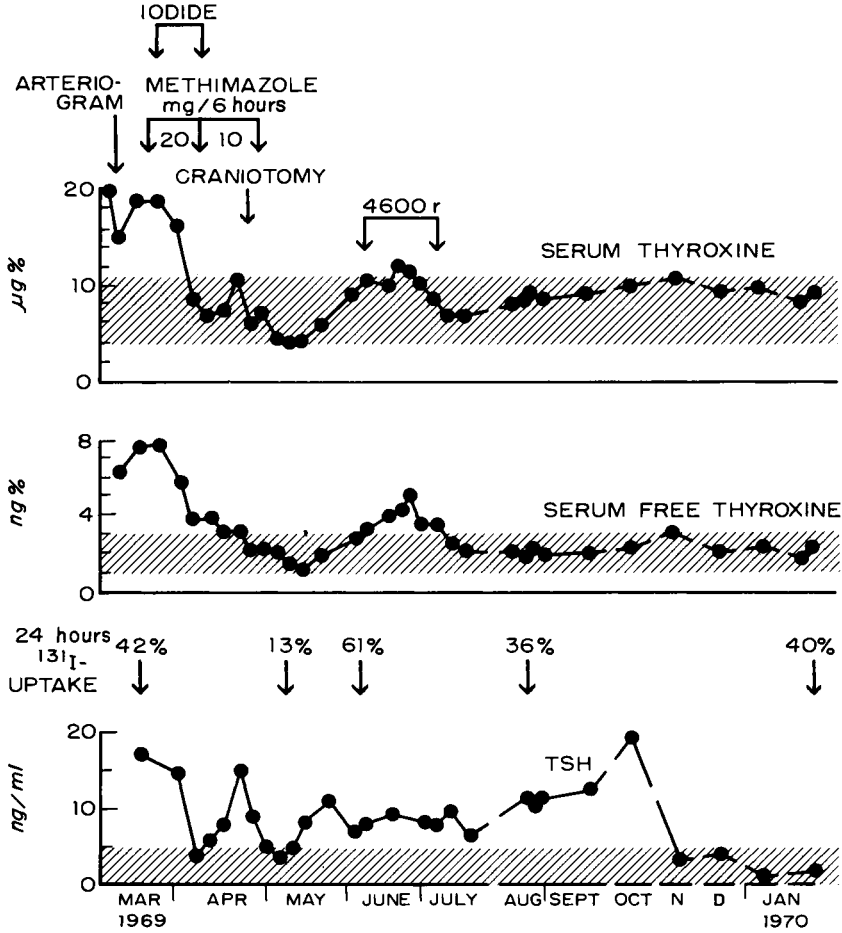 IODIDE
ARTERIO-
GRAM
METHIMAZOLE
mg/6 hours
20 10
CRANIOTOMY
4600 r
SERUM THYROXINE
20
10
0
μg%
SERUM FREE THYROXINE
8
4
0
ng%
24 hours
131I-
UPTAKE
42% 13% 61% 36% 40%
TSH
20
10
0
ng/ml
MAR APR MAY JUNE JULY AUG SEPT OCT N D JAN
1969 1970